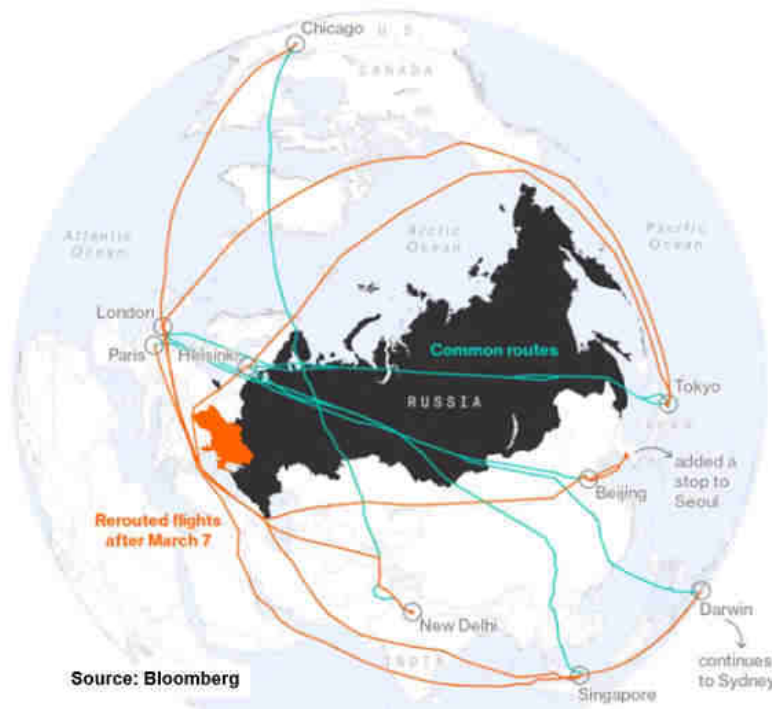 Chicago
U S
CANADA
Atlantic
Ocean
Arctic
Ocean
Pacific
Ocean
London
Paris
Helsinki
Common routes
RUSSIA
Tokyo
added a
stop to
Seoul
Beijing
Rerouted flights
after March 7
New Delhi
Darwin
INDIA
continues
to Sydney
Singapore
Source: Bloomberg